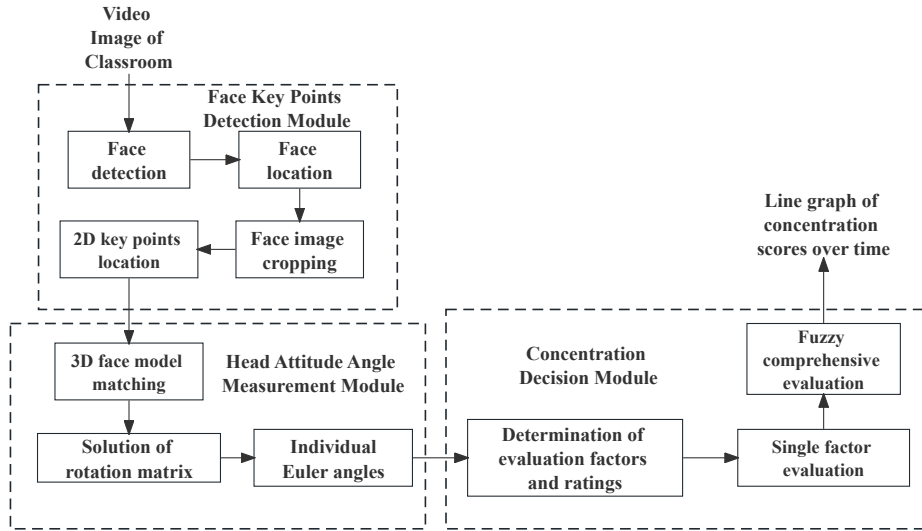 Video
Image of
Classroom
Face Key Points
Detection Module
Face
detection
Face
location
2D key points
location
Face image
cropping
3D face model
matching
Head Attitude Angle
Measurement Module
Solution of
rotation matrix
Individual
Euler angles
Concentration
Decision Module
Determination of
evaluation factors
and ratings
Single factor
evaluation
Fuzzy
comprehensive
evaluation
Line graph of
concentration
scores over time